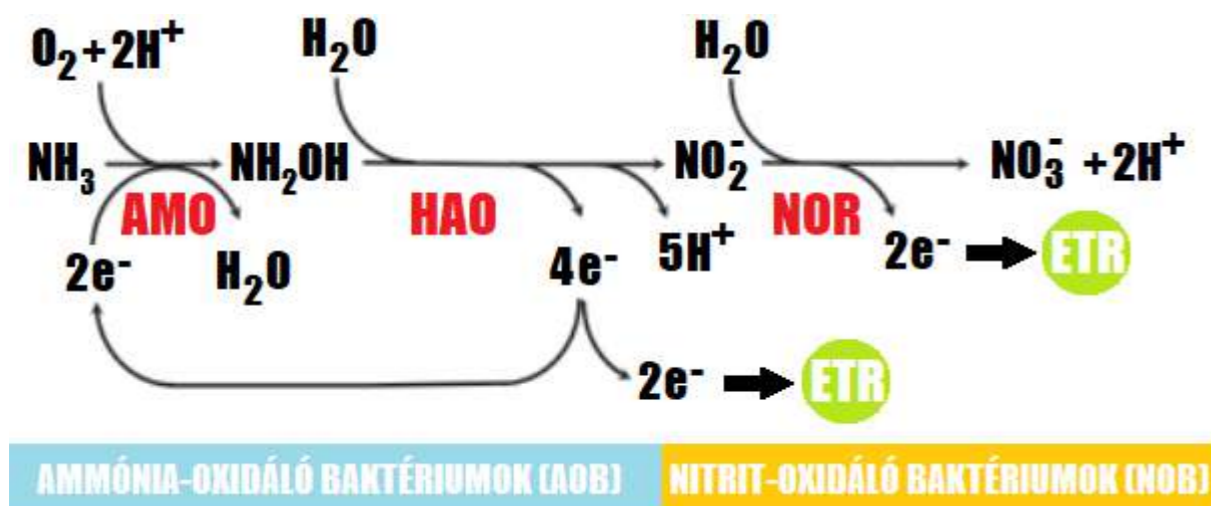 O₂+2H⁺ H₂O H₂O
NH₃ NH₂OH NO₂⁻ NO₃⁻ +2H⁺
AMO HAO NOR
2e⁻ H₂O 4e⁻ 5H⁺ 2e⁻ ETR
2e⁻ ETR
AMMÓNIA-OXIDÁLÓ BAKTÉRIUMOK (AOB) NITRIT-OXIDÁLÓ BAKTÉRIUMOK (NOB)